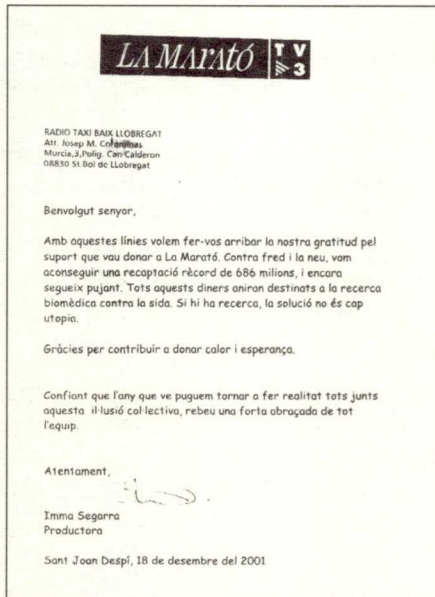 LA MArAtó TV3
RADIO TAXI BAIX LLOBREGAT
Att. Josep M.
Murcia,3,Polig. Can Calderon
08830 St.Boi de LLobregat
Benvolgut senyor,
Amb aquestes línies volem fer-vos arribar la nostra gratitud pel
suport que vau donar a La Marató. Contra fred i la neu, vam
aconseguir una recaptació rècord de 686 milions, i encara
segueix pujant. Tots aquests diners aniran destinats a la recerca
biomèdica contra la sida. Si hi ha recerca, la solució no és cap
utopia.
Gràcies per contribuir a donar calor i esperança.
Confiant que l'any que ve puguem tornar a fer realitat tots junts
aquesta il·lusió col·lectiva, rebeu una forta abraçada de tot
l'equip.
Atentament,
Imma Segarra
Productora
Sant Joan Despí, 18 de desembre del 2001